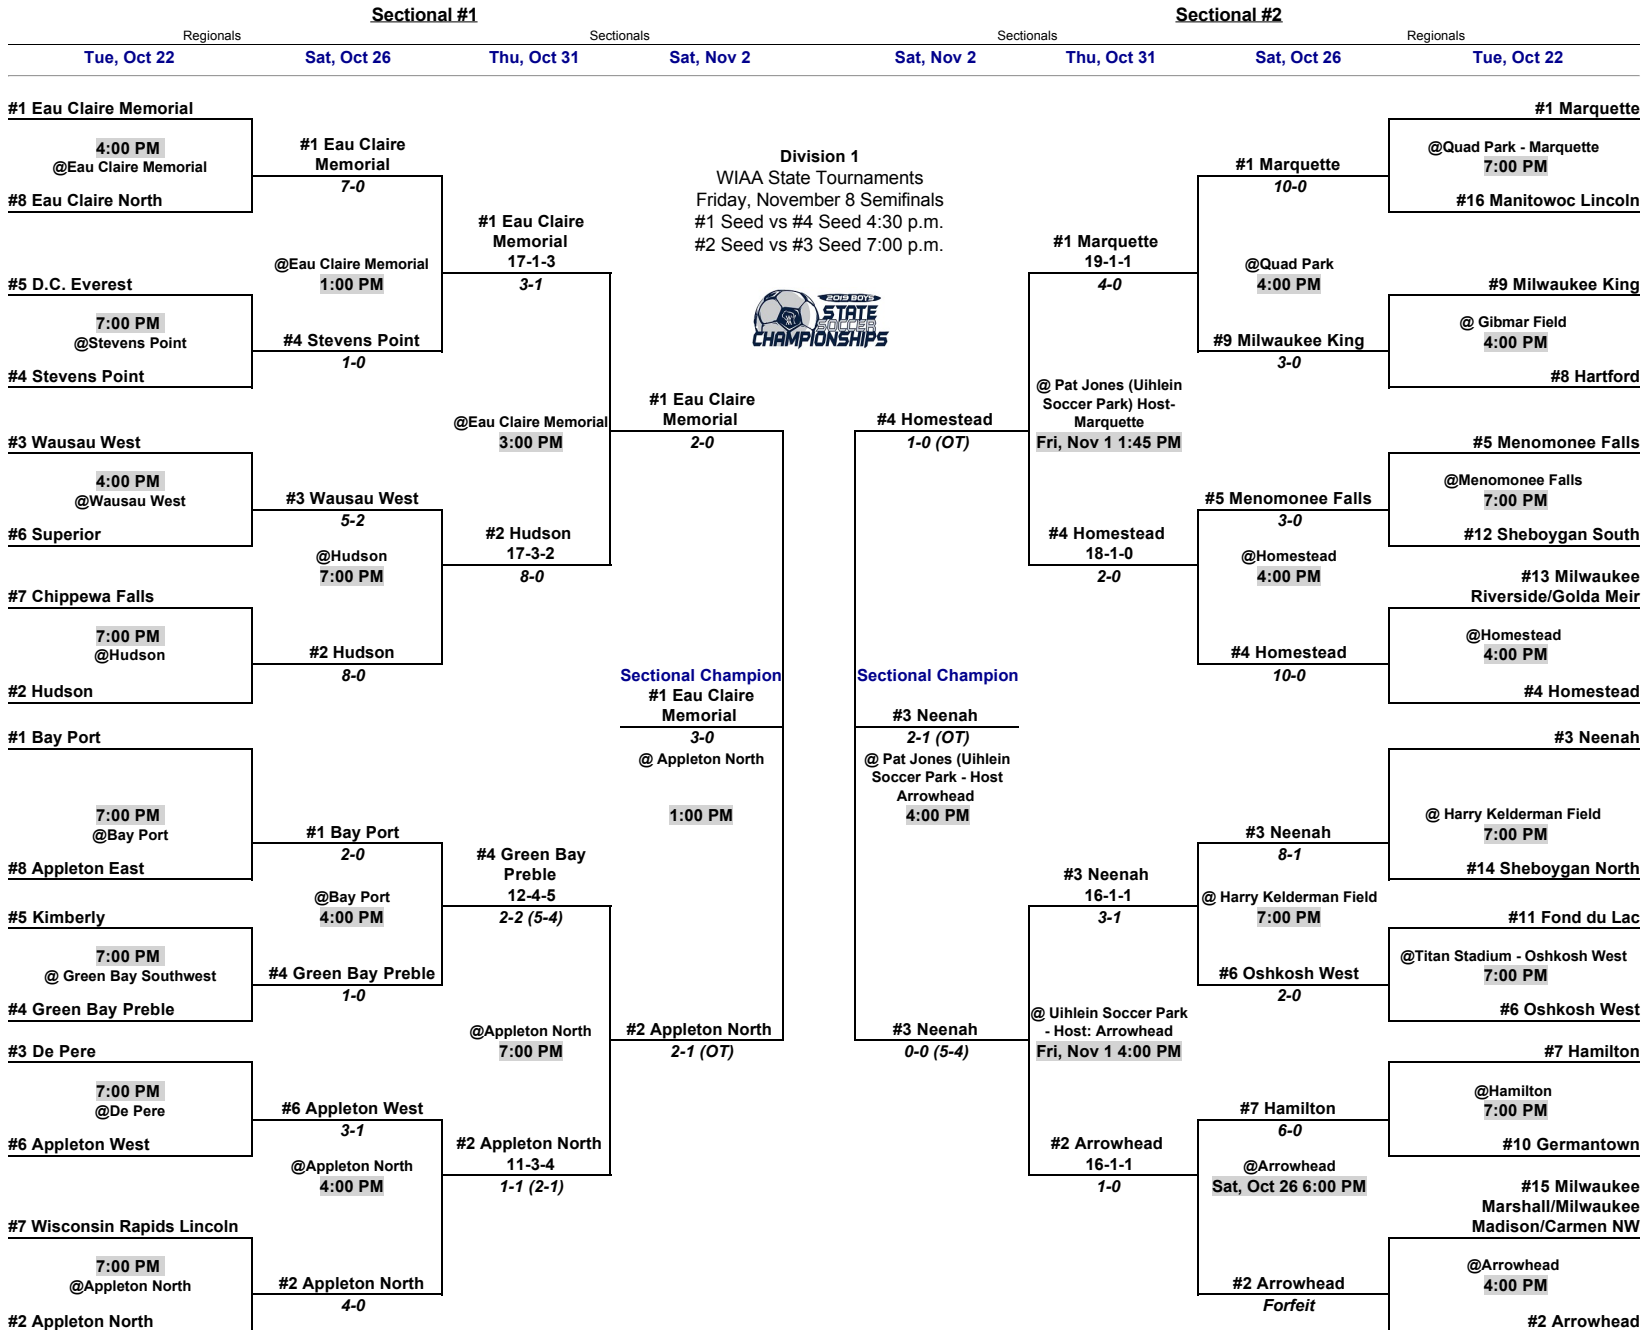 Sectional #1
Sectional #2
Regionals
Sectionals
Sectionals
Regionals
Tue, Oct 22
Sat, Oct 26
Thu, Oct 31
Sat, Nov 2
Sat, Nov 2
Thu, Oct 31
Sat, Oct 26
Tue, Oct 22
#1 Eau Claire Memorial
4:00 PM
@Eau Claire Memorial
#8 Eau Claire North
#5 D.C. Everest
7:00 PM
@Stevens Point
#4 Stevens Point
#3 Wausau West
4:00 PM
@Wausau West
#6 Superior
#7 Chippewa Falls
7:00 PM
@Hudson
#2 Hudson
#1 Bay Port
7:00 PM
@Bay Port
#8 Appleton East
#5 Kimberly
7:00 PM
@ Green Bay Southwest
#4 Green Bay Preble
#3 De Pere
7:00 PM
@De Pere
#6 Appleton West
#7 Wisconsin Rapids Lincoln
7:00 PM
@Appleton North
#2 Appleton North
#1 Eau Claire
Memorial
7-0
@Eau Claire Memorial
1:00 PM
#4 Stevens Point
1-0
#3 Wausau West
5-2
@Hudson
7:00 PM
#2 Hudson
8-0
#1 Bay Port
2-0
@Bay Port
4:00 PM
#4 Green Bay Preble
1-0
#6 Appleton West
3-1
@Appleton North
4:00 PM
#2 Appleton North
4-0
#1 Eau Claire
Memorial
17-1-3
3-1
@Eau Claire Memorial
3:00 PM
#2 Hudson
17-3-2
8-0
#4 Green Bay
Preble
12-4-5
2-2 (5-4)
@Appleton North
7:00 PM
#2 Appleton North
11-3-4
1-1 (2-1)
#1 Eau Claire
Memorial
2-0
Sectional Champion
#1 Eau Claire
Memorial
3-0
@ Appleton North
1:00 PM
#2 Appleton North
2-1 (OT)
Division 1
WIAA State Tournaments
Friday, November 8 Semifinals
#1 Seed vs #4 Seed 4:30 p.m.
#2 Seed vs #3 Seed 7:00 p.m.
2019 BOYS
STATE
SOCCER
CHAMPIONSHIPS
#4 Homestead
1-0 (OT)
Sectional Champion
#3 Neenah
2-1 (OT)
@ Pat Jones (Uihlein
Soccer Park - Host
Arrowhead
4:00 PM
#3 Neenah
0-0 (5-4)
#1 Marquette
19-1-1
4-0
@ Pat Jones (Uihlein
Soccer Park) Host-
Marquette
Fri, Nov 1 1:45 PM
#4 Homestead
18-1-0
2-0
#3 Neenah
16-1-1
3-1
@ Uihlein Soccer Park
- Host: Arrowhead
Fri, Nov 1 4:00 PM
#2 Arrowhead
16-1-1
1-0
#1 Marquette
10-0
@Quad Park
4:00 PM
#9 Milwaukee King
3-0
#5 Menomonee Falls
3-0
@Homestead
4:00 PM
#4 Homestead
10-0
#3 Neenah
8-1
@ Harry Kelderman Field
7:00 PM
#6 Oshkosh West
2-0
#7 Hamilton
6-0
@Arrowhead
Sat, Oct 26 6:00 PM
#2 Arrowhead
Forfeit
#1 Marquette
@Quad Park - Marquette
7:00 PM
#16 Manitowoc Lincoln
#9 Milwaukee King
@ Gibmar Field
4:00 PM
#8 Hartford
#5 Menomonee Falls
@Menomonee Falls
7:00 PM
#12 Sheboygan South
#13 Milwaukee
Riverside/Golda Meir
@Homestead
4:00 PM
#4 Homestead
#3 Neenah
@ Harry Kelderman Field
7:00 PM
#14 Sheboygan North
#11 Fond du Lac
@Titan Stadium - Oshkosh West
7:00 PM
#6 Oshkosh West
#7 Hamilton
@Hamilton
7:00 PM
#10 Germantown
#15 Milwaukee
Marshall/Milwaukee
Madison/Carmen NW
@Arrowhead
4:00 PM
#2 Arrowhead